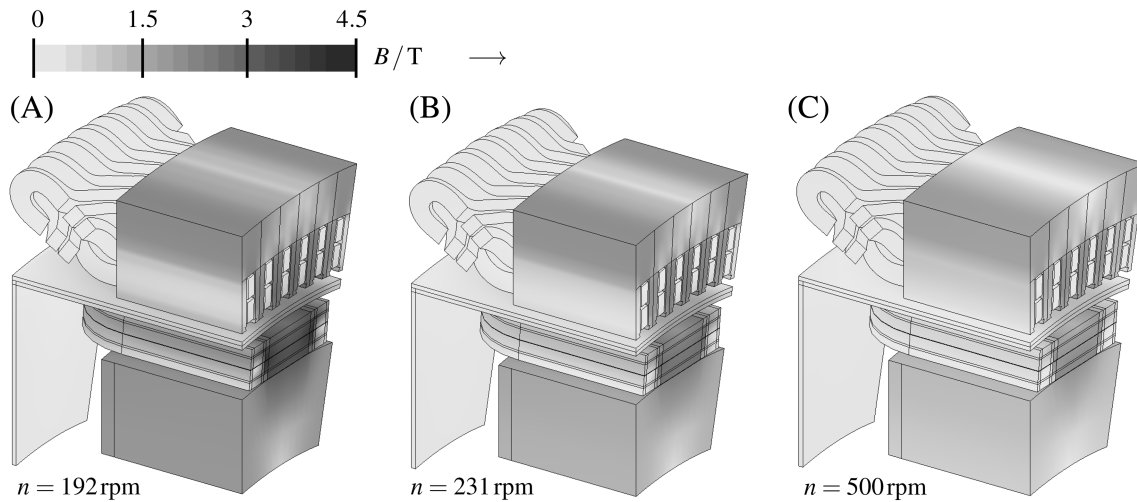 0 1.5 3 4.5
B/T →
(A) (B) (C)
n = 192 rpm n = 231 rpm n = 500 rpm